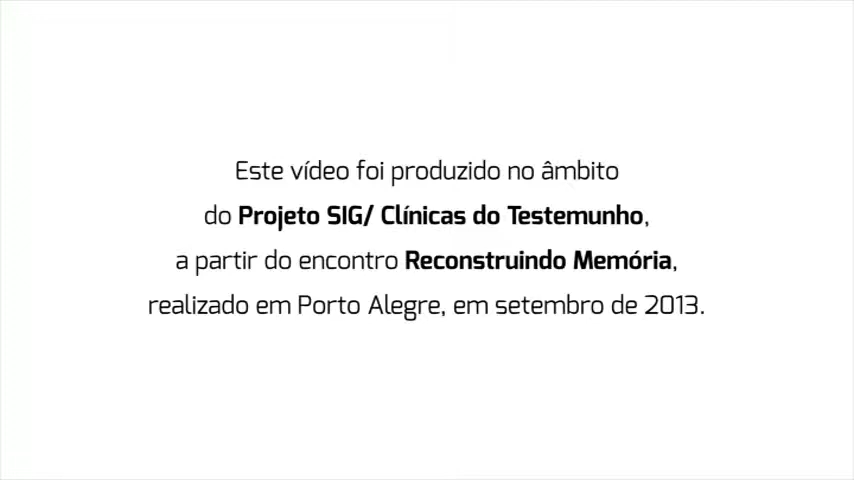 Este vídeo foi produzido no âmbito
do Projeto SIG/ Clínicas do Testemunho,
a partir do encontro Reconstruindo Memória,
realizado em Porto Alegre, em setembro de 2013.